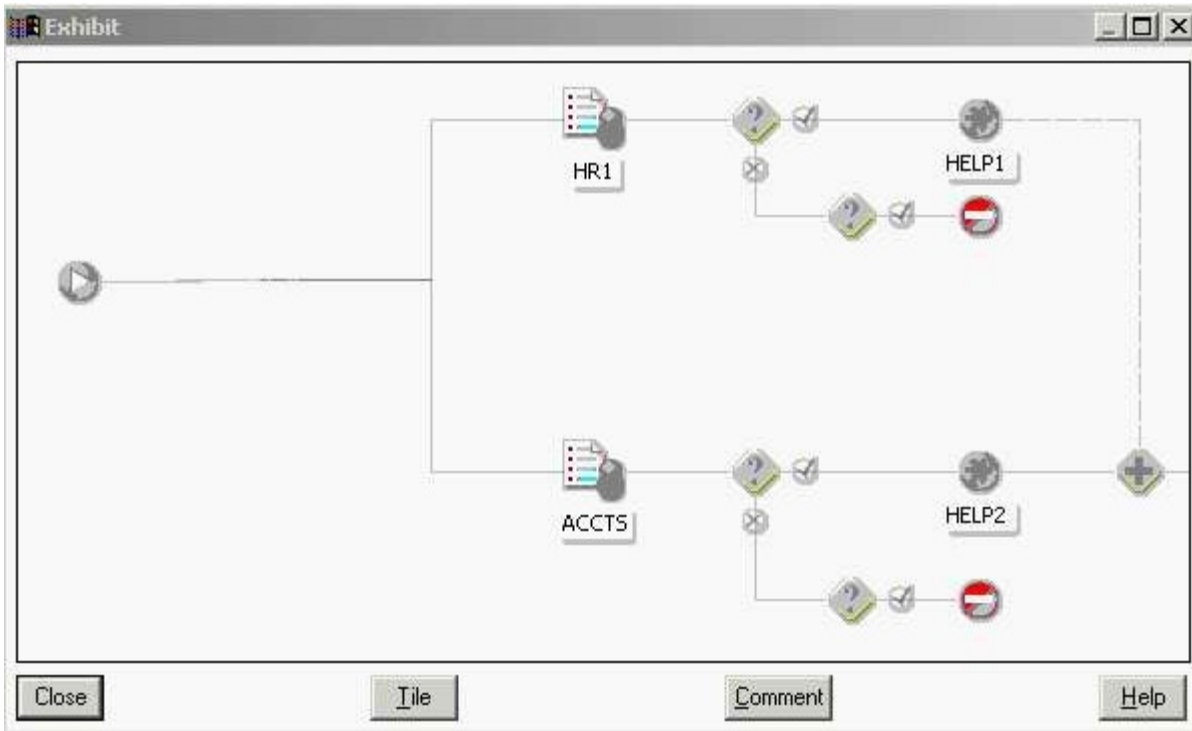 Exhibit
HR1
HELP1
ACCTS
HELP2
Close
Tile
Comment
Help